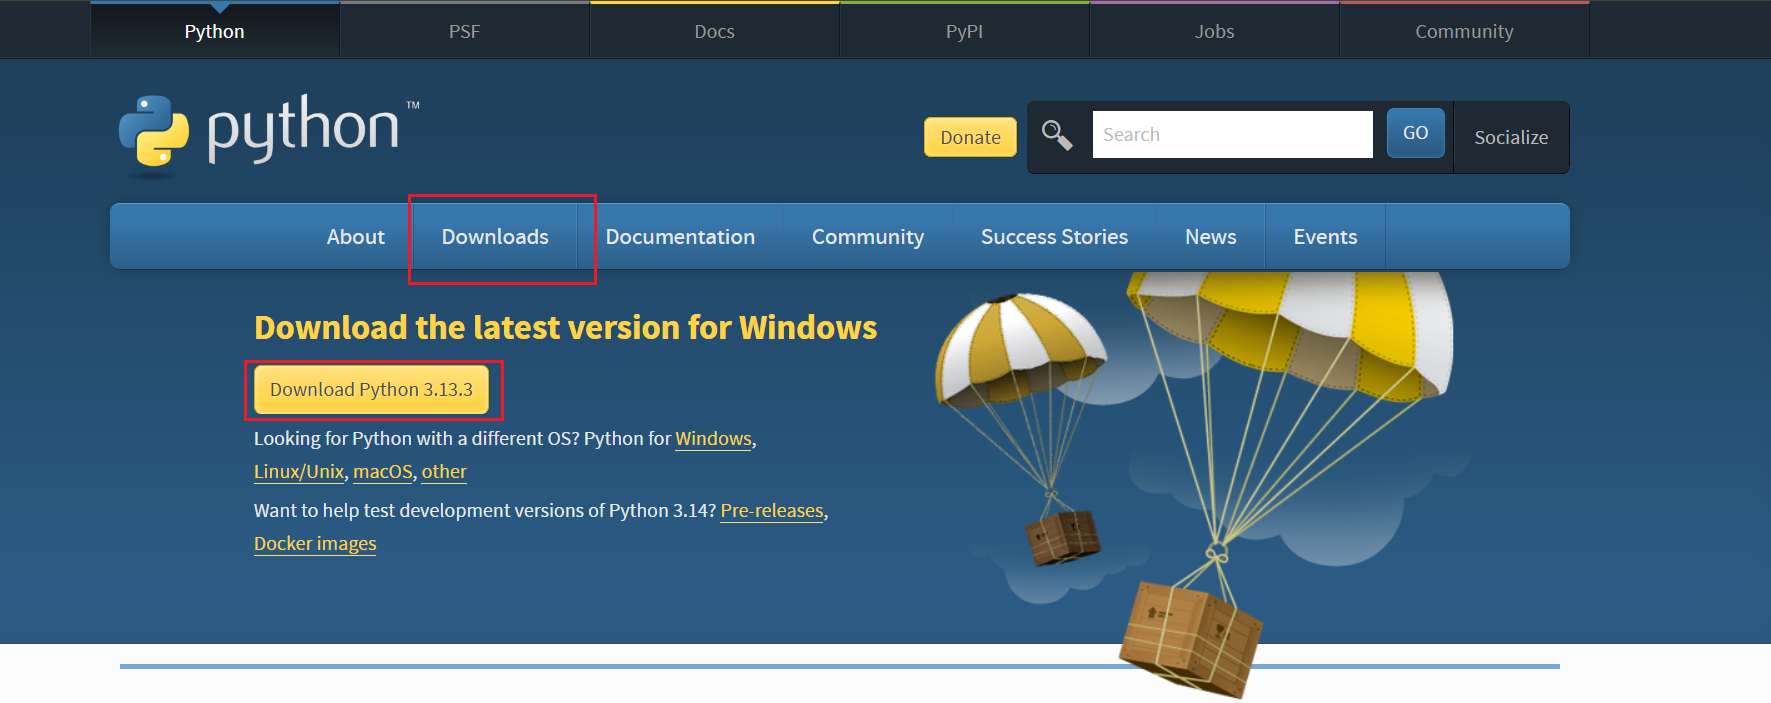 Python PSF Docs PyPI Jobs Community
python™
Donate Search GO Socialize
About Downloads Documentation Community Success Stories News Events
Download the latest version for Windows
Download Python 3.13.3
Looking for Python with a different OS? Python for Windows,
Linux/Unix, macOS, other
Want to help test development versions of Python 3.14? Pre-releases,
Docker images